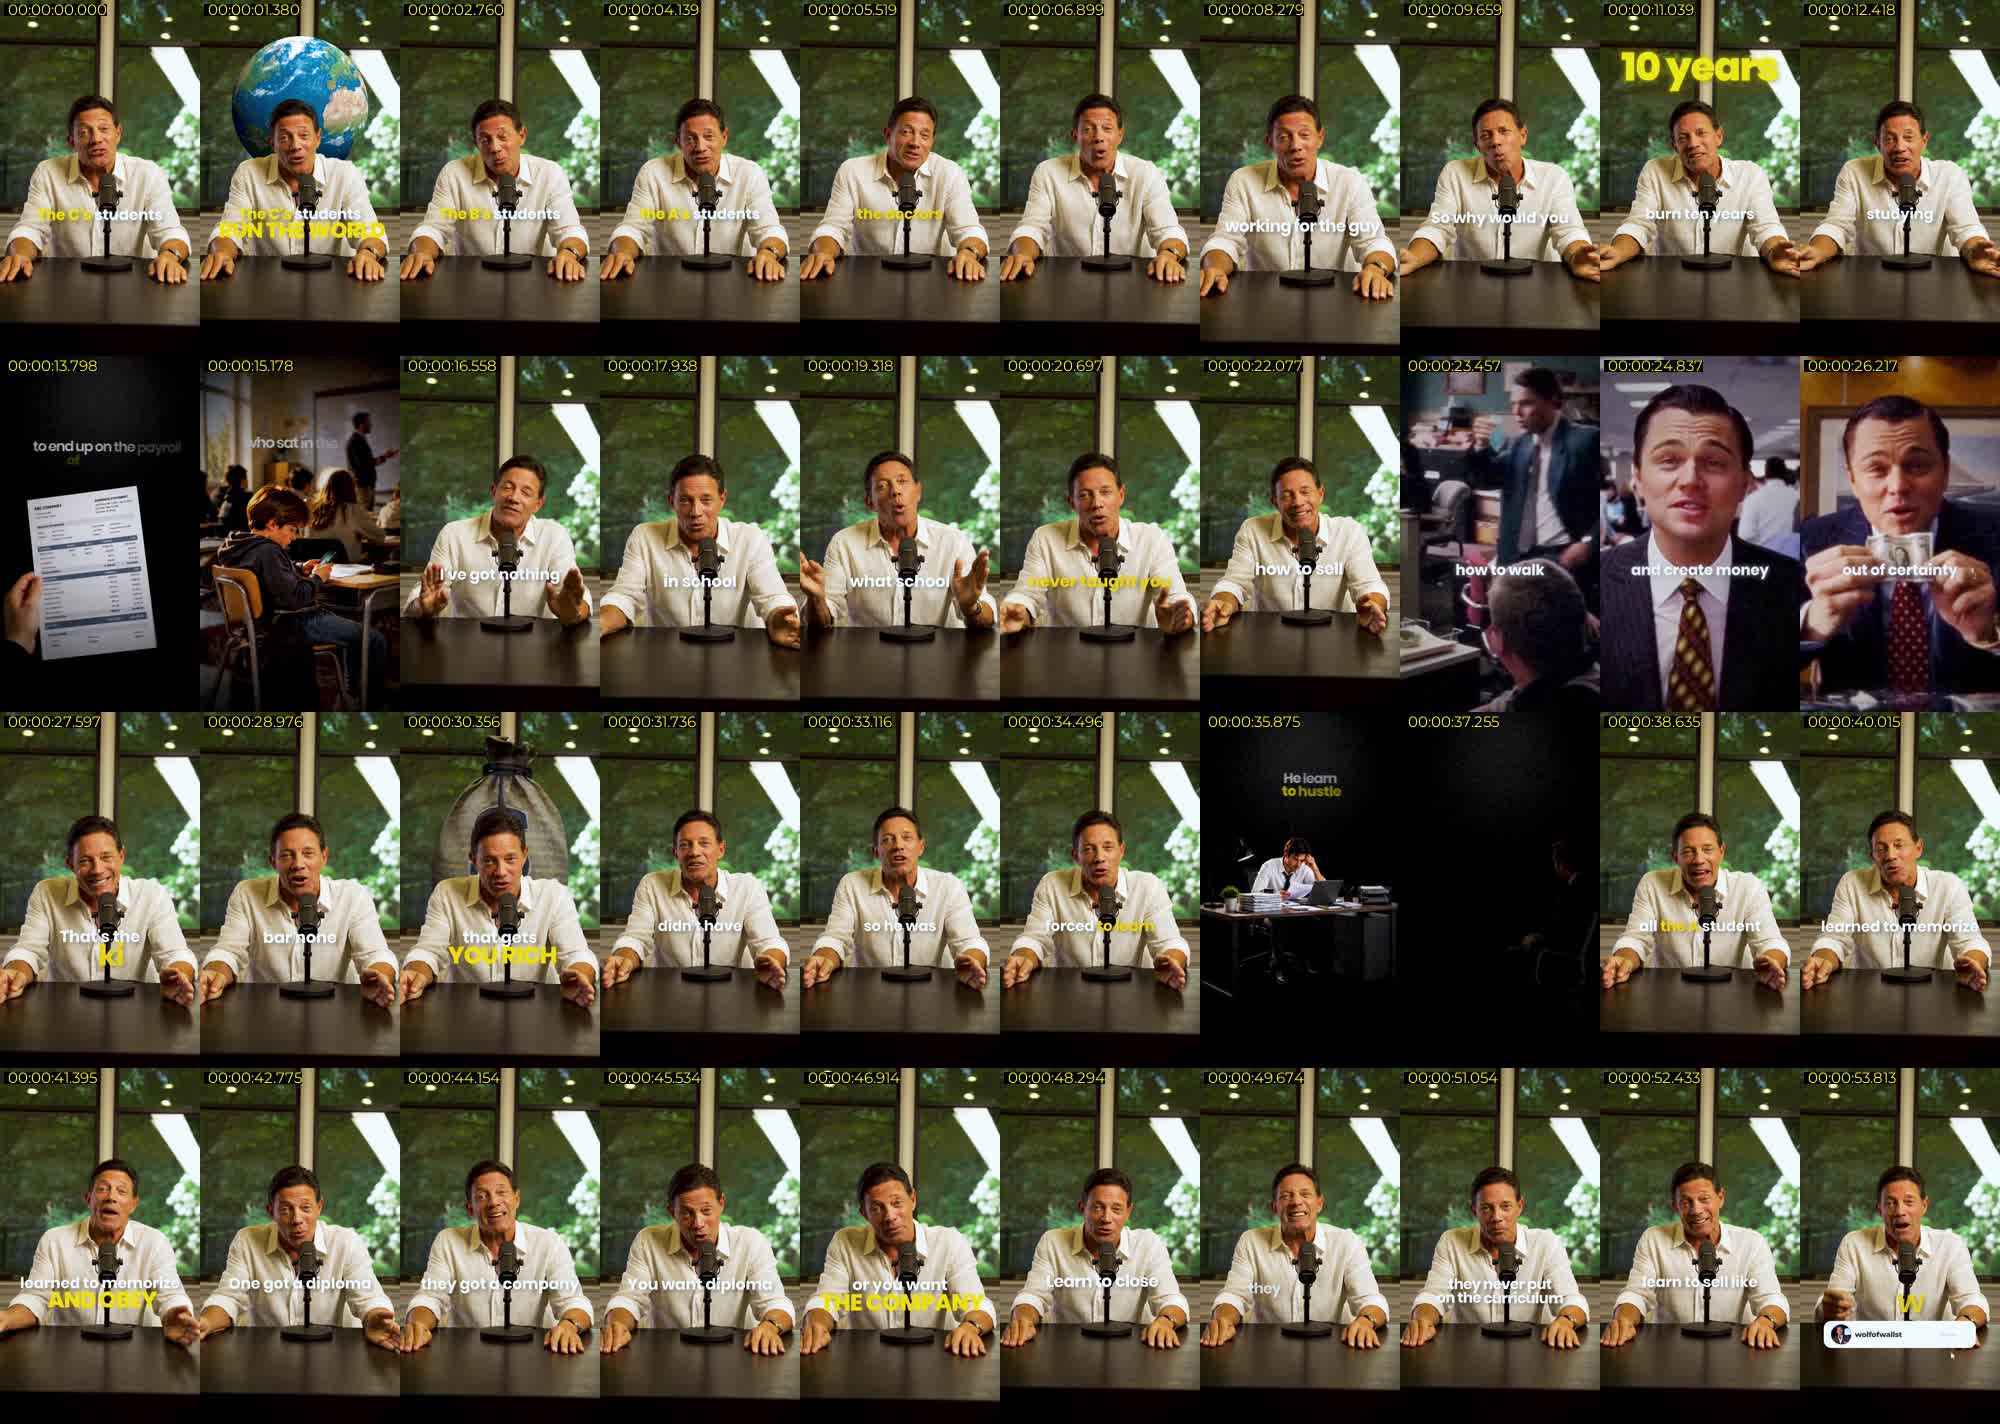 00:00:00.000
The C's students
00:00:01.380
The C's students
RUN THE WORLD
00:00:02.760
The B's students
00:00:04.139
the A's students
00:00:05.519
the doctors
00:00:06.899
00:00:08.279
working for the guy
00:00:09.659
So why would you
00:00:11.039
10 years
burn ten years
00:00:12.418
studying
00:00:13.798
to end up on the payroll
of
00:00:15.178
who sat in the
00:00:16.558
I've got nothing
00:00:17.938
in school
00:00:19.318
what school
00:00:20.697
never taught you
00:00:22.077
how to sell
00:00:23.457
how to walk
00:00:24.837
and create money
00:00:26.217
out of certainty
00:00:27.597
That's the
ki
00:00:28.976
bar none
00:00:30.356
that gets
YOU RICH
00:00:31.736
didn't have
00:00:33.116
so he was
00:00:34.496
forced to learn
00:00:35.875
He learn
to hustle
00:00:37.255
00:00:38.635
all the A student
00:00:40.015
learned to memorize
00:00:41.395
learned to memorize
AND OBEY
00:00:42.775
One got a diploma
00:00:44.154
they got a company
00:00:45.534
You want diploma
00:00:46.914
or you want
THE COMPANY
00:00:48.294
Learn to close
00:00:49.674
they
00:00:51.054
they never put
on the curriculum
00:00:52.433
learn to sell like
00:00:53.813
W
wolfofwallst